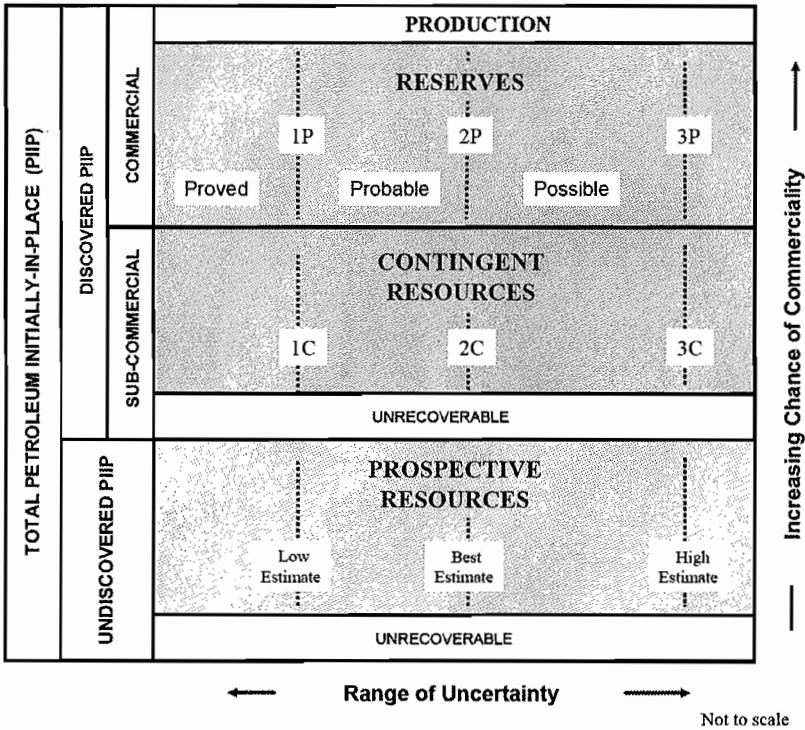 PRODUCTION
TOTAL PETROLEUM INITIALLY-IN-PLACE (PIIP)
DISCOVERED PIIP
COMMERCIAL
RESERVES
1P 2P 3P
Proved Probable Possible
SUB-COMMERCIAL
CONTINGENT
RESOURCES
1C 2C 3C
UNRECOVERABLE
UNDISCOVERED PIIP
PROSPECTIVE
RESOURCES
Low Best High
Estimate Estimate Estimate
UNRECOVERABLE
Increasing Chance of Commerciality
Range of Uncertainty
Not to scale